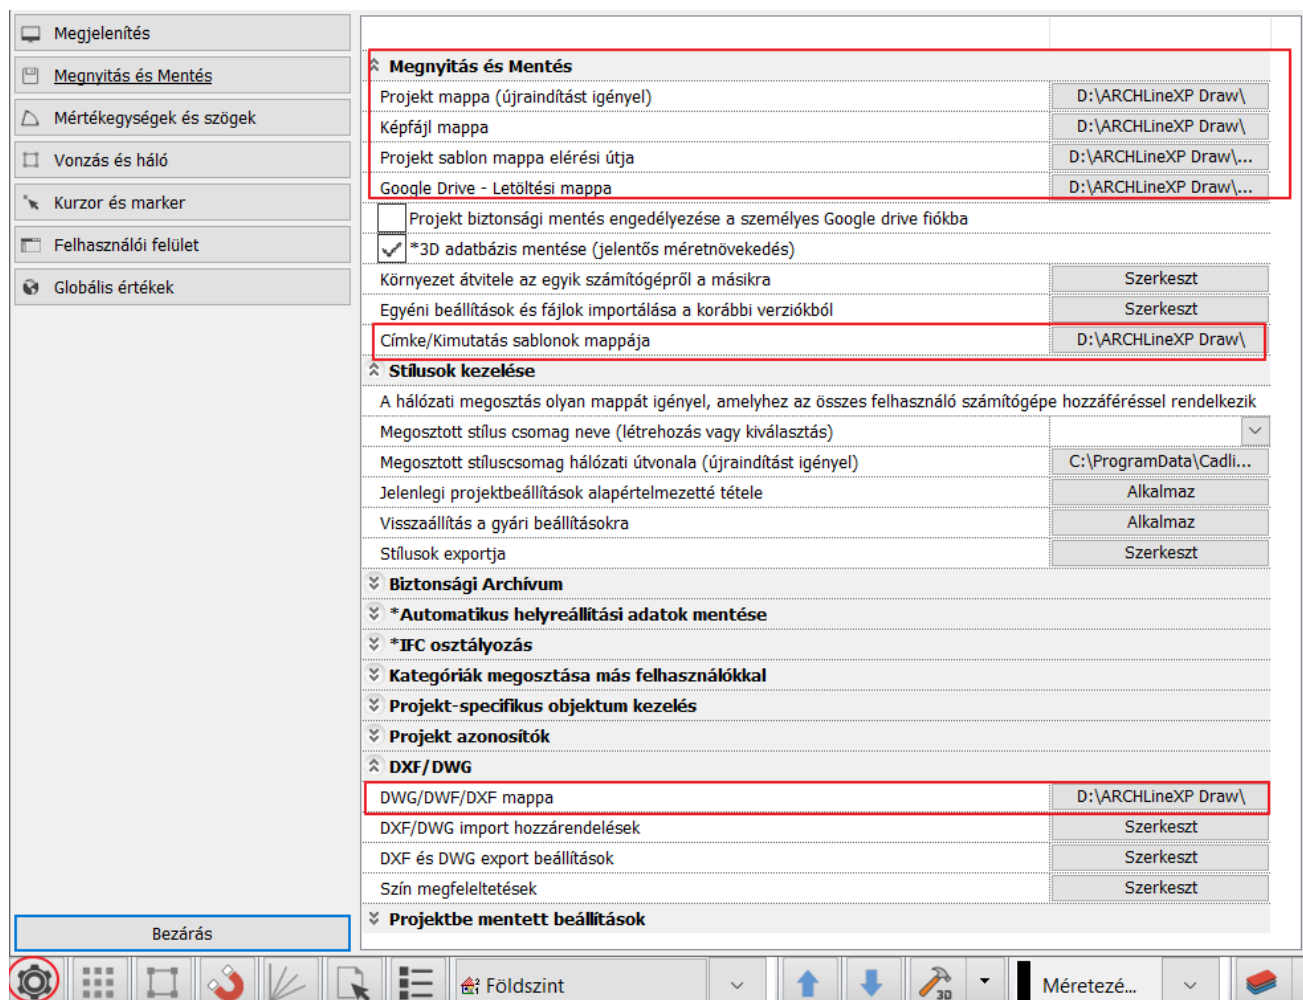 Megjelenítés
Megnyitás és Mentés
Mértékegységek és szögek
Vonzás és háló
Kurzor és marker
Felhasználói felület
Globális értékek
Bezárás
Megnyitás és Mentés
Projekt mappa (újraindítást igényel) D:\ARCHLineXP Draw\
Képfájl mappa D:\ARCHLineXP Draw\
Projekt sablon mappa elérési útja D:\ARCHLineXP Draw\...
Google Drive - Letöltési mappa D:\ARCHLineXP Draw\...
Projekt biztonsági mentés engedélyezése a személyes Google drive fiókba
*3D adatbázis mentése (jelentős méretnövekedés)
Környezet átvitele az egyik számítógépről a másikra Szerkeszt
Egyéni beállítások és fájlok importálása a korábbi verziókból Szerkeszt
Címke/Kimutatás sablonok mappája D:\ARCHLineXP Draw\
Stílusok kezelése
A hálózati megosztás olyan mappát igényel, amelyhez az összes felhasználó számítógépe hozzáféréssel rendelkezik
Megosztott stílus csomag neve (létrehozás vagy kiválasztás)
Megosztott stíluscsomag hálózati útvonala (újraindítást igényel) C:\ProgramData\Cadli...
Jelenlegi projektbeállítások alapértelmezetté tétele Alkalmaz
Visszaállítás a gyári beállításokra Alkalmaz
Stílusok exportja Szerkeszt
Biztonsági Archívum
*Automatikus helyreállítási adatok mentése
*IFC osztályozás
Kategóriák megosztása más felhasználókkal
Projekt-specifikus objektum kezelés
Projekt azonosítók
DXF/DWG
DWG/DWF/DXF mappa D:\ARCHLineXP Draw\
DXF/DWG import hozzárendelések Szerkeszt
DXF és DWG export beállítások Szerkeszt
Szín megfeleltetések Szerkeszt
Projektbe mentett beállítások
Földszint 3D Méretezé...